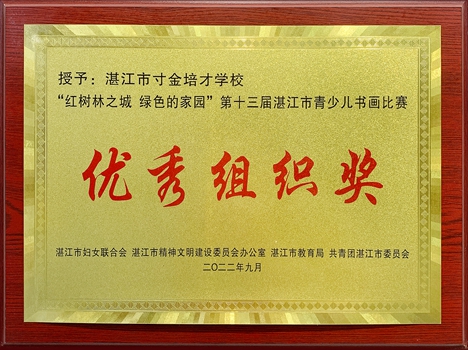 授予：湛江市寸金培才学校
“红树林之城 绿色的家园”第十三届湛江市青少儿书画比赛
优秀组织奖
湛江市妇女联合会 湛江市精神文明建设委员会办公室 湛江市教育局 共青团湛江市委员会
二〇二二年九月